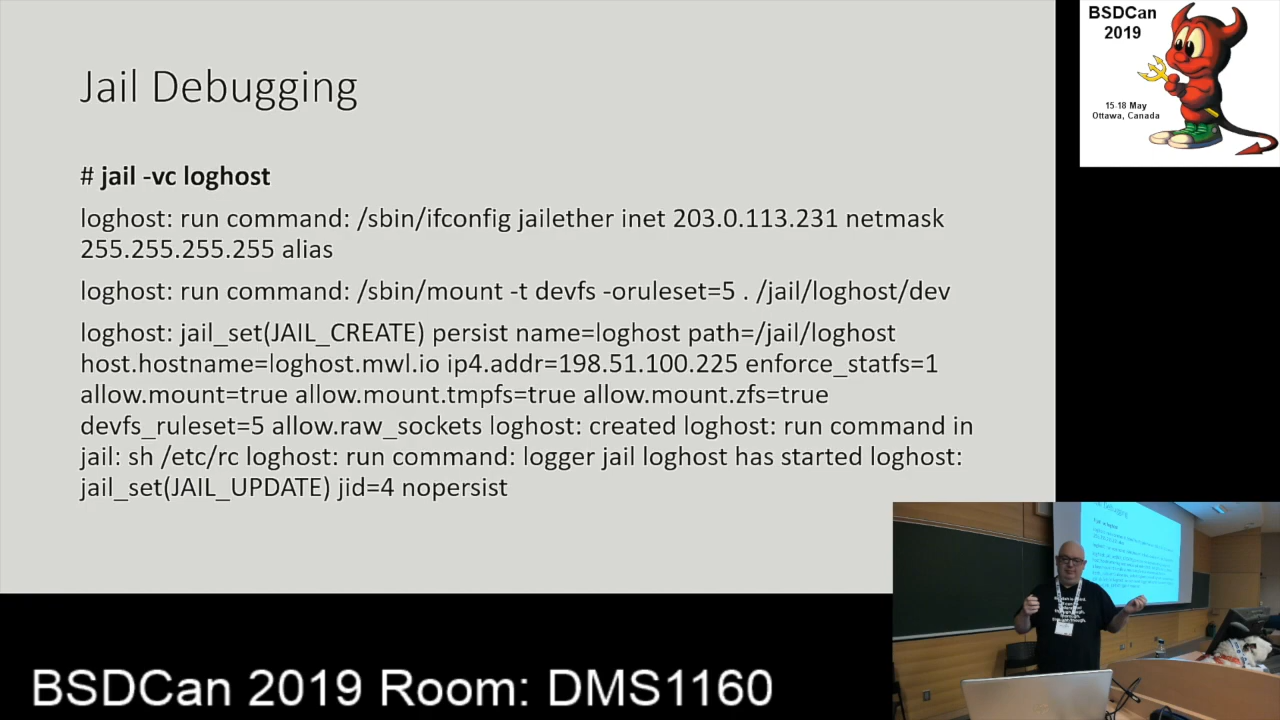 Jail Debugging
# jail -vc loghost
loghost: run command: /sbin/ifconfig jailether inet 203.0.113.231 netmask
255.255.255.255 alias
loghost: run command: /sbin/mount -t devfs -oruleset=5 . /jail/loghost/dev
loghost: jail_set(JAIL_CREATE) persist name=loghost path=/jail/loghost
host.hostname=loghost.mwl.io ip4.addr=198.51.100.225 enforce_statfs=1
allow.mount=true allow.mount.tmpfs=true allow.mount.zfs=true
devfs_ruleset=5 allow.raw_sockets loghost: created loghost: run command in
jail: sh /etc/rc loghost: run command: logger jail loghost has started loghost:
jail_set(JAIL_UPDATE) jid=4 nopersist
BSDCan
2019
15-18 May
Ottawa, Canada
BSDCan 2019 Room: DMS1160